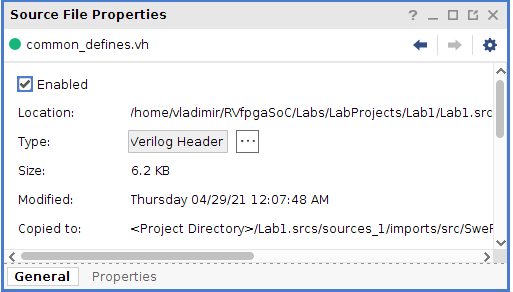 Source File Properties
common_defines.vh
Enabled
Location: /home/vladimir/RVfpgaSoC/Labs/LabProjects/Lab1/Lab1.src
Type: Verilog Header ...
Size: 6.2 KB
Modified: Thursday 04/29/21 12:07:48 AM
Copied to: <Project Directory>/Lab1.srcs/sources_1/imports/src/SweF
General Properties